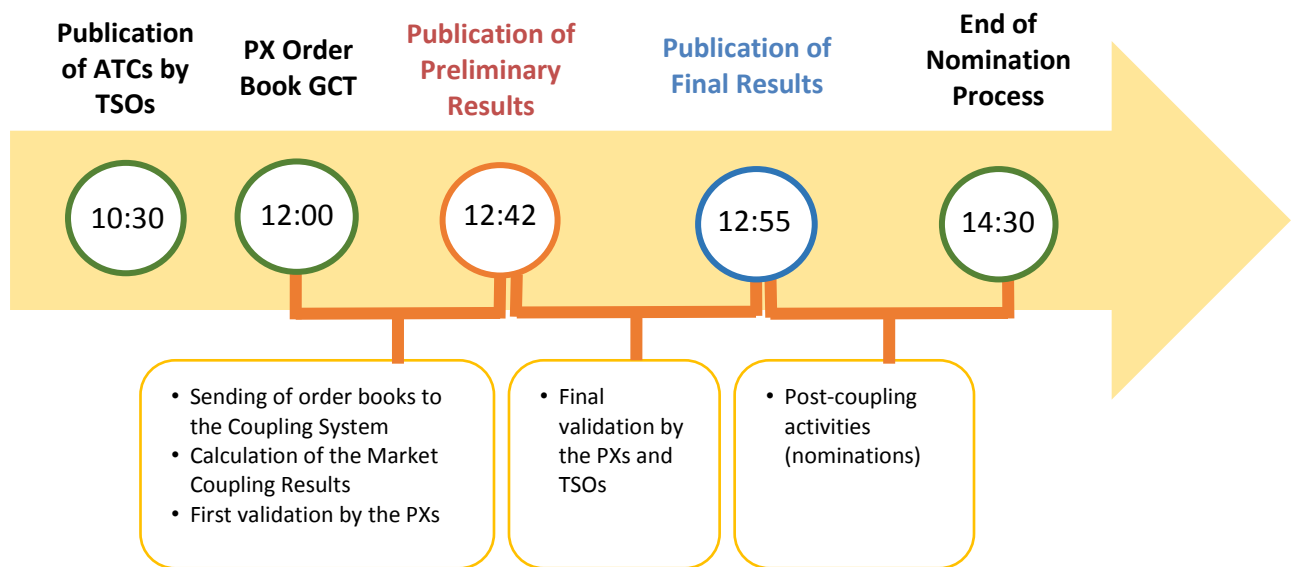 Publication
of ATCs by
TSOs
PX Order
Book GCT
Publication of
Preliminary
Results
Publication of
Final Results
End of
Nomination
Process
10:30
12:00
12:42
12:55
14:30
• Sending of order books to
the Coupling System
• Calculation of the Market
Coupling Results
• First validation by the PXs
• Final
validation by
the PXs and
TSOs
• Post-coupling
activities
(nominations)